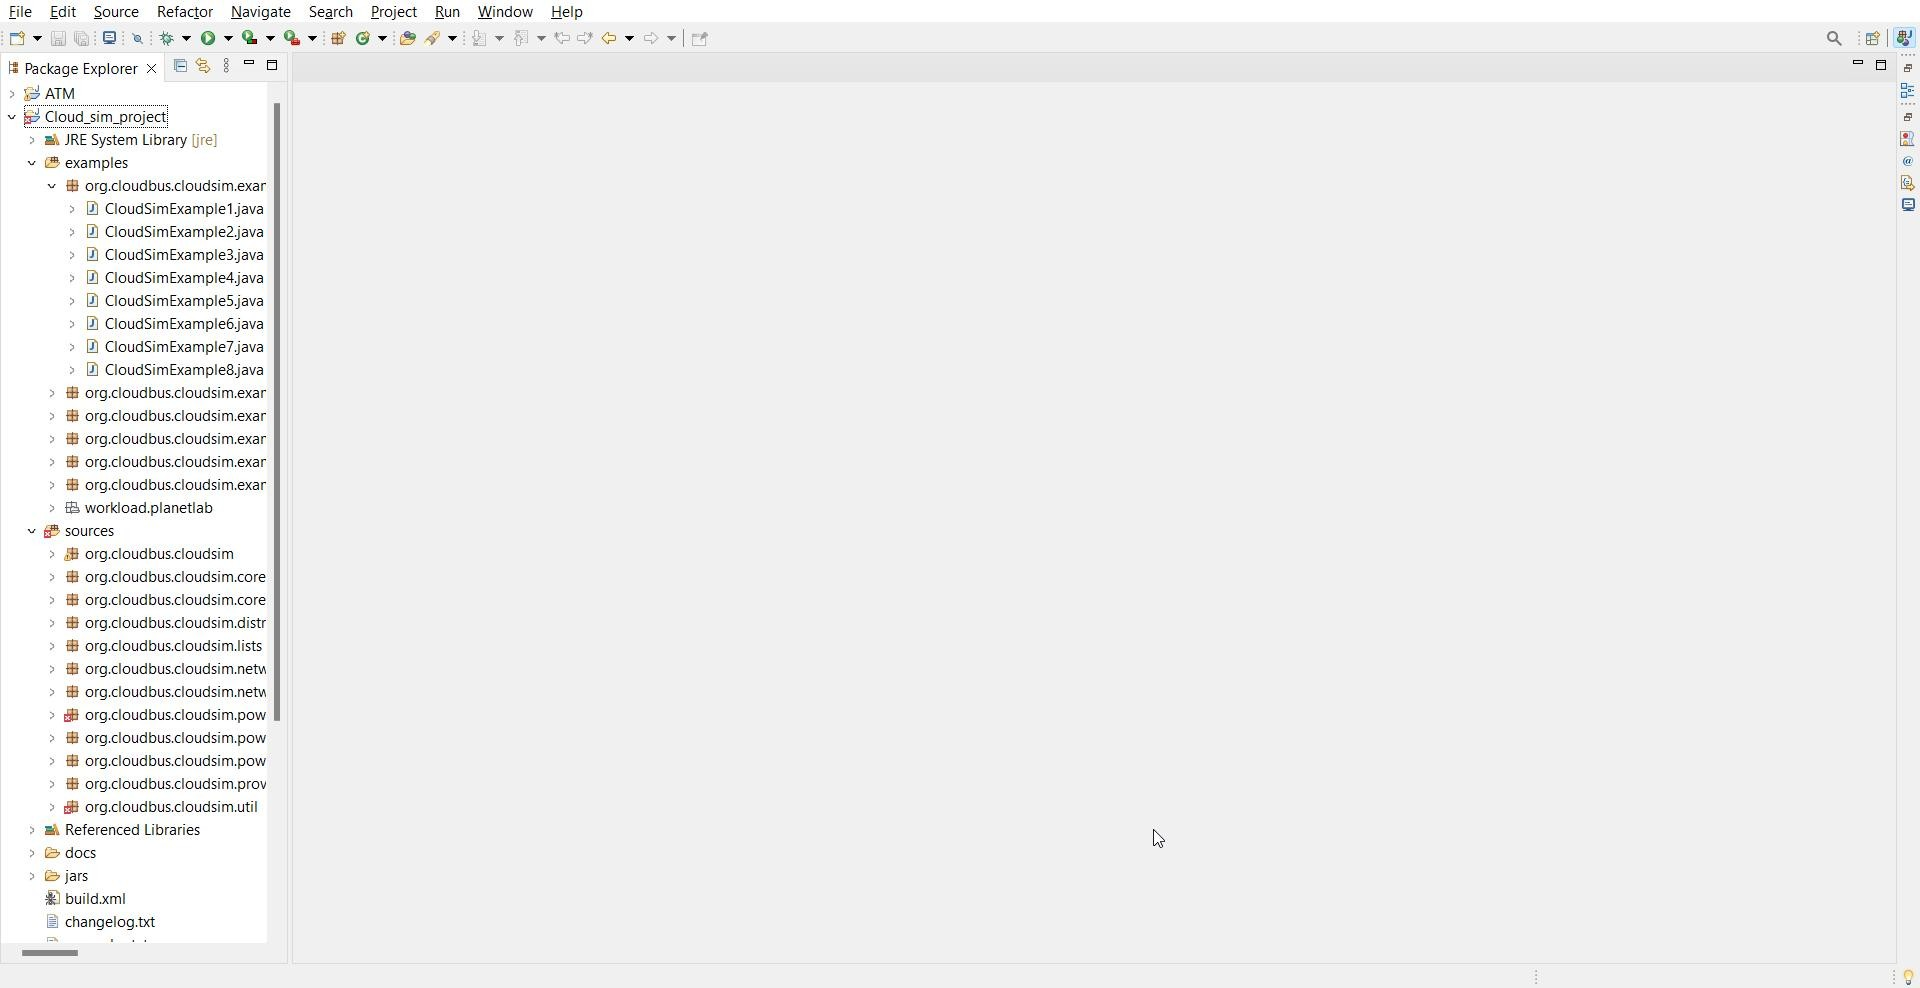 File Edit Source Refactor Navigate Search Project Run Window Help
Package Explorer
ATM
Cloud_sim_project
JRE System Library [jre]
examples
org.cloudbus.cloudsim.exar
CloudSimExample1.java
CloudSimExample2.java
CloudSimExample3.java
CloudSimExample4.java
CloudSimExample5.java
CloudSimExample6.java
CloudSimExample7.java
CloudSimExample8.java
org.cloudbus.cloudsim.exar
org.cloudbus.cloudsim.exar
org.cloudbus.cloudsim.exar
org.cloudbus.cloudsim.exar
org.cloudbus.cloudsim.exar
workload.planetlab
sources
org.cloudbus.cloudsim
org.cloudbus.cloudsim.core
org.cloudbus.cloudsim.core
org.cloudbus.cloudsim.distr
org.cloudbus.cloudsim.lists
org.cloudbus.cloudsim.netw
org.cloudbus.cloudsim.netw
org.cloudbus.cloudsim.pow
org.cloudbus.cloudsim.pow
org.cloudbus.cloudsim.pow
org.cloudbus.cloudsim.prov
org.cloudbus.cloudsim.util
Referenced Libraries
docs
jars
build.xml
changelog.txt